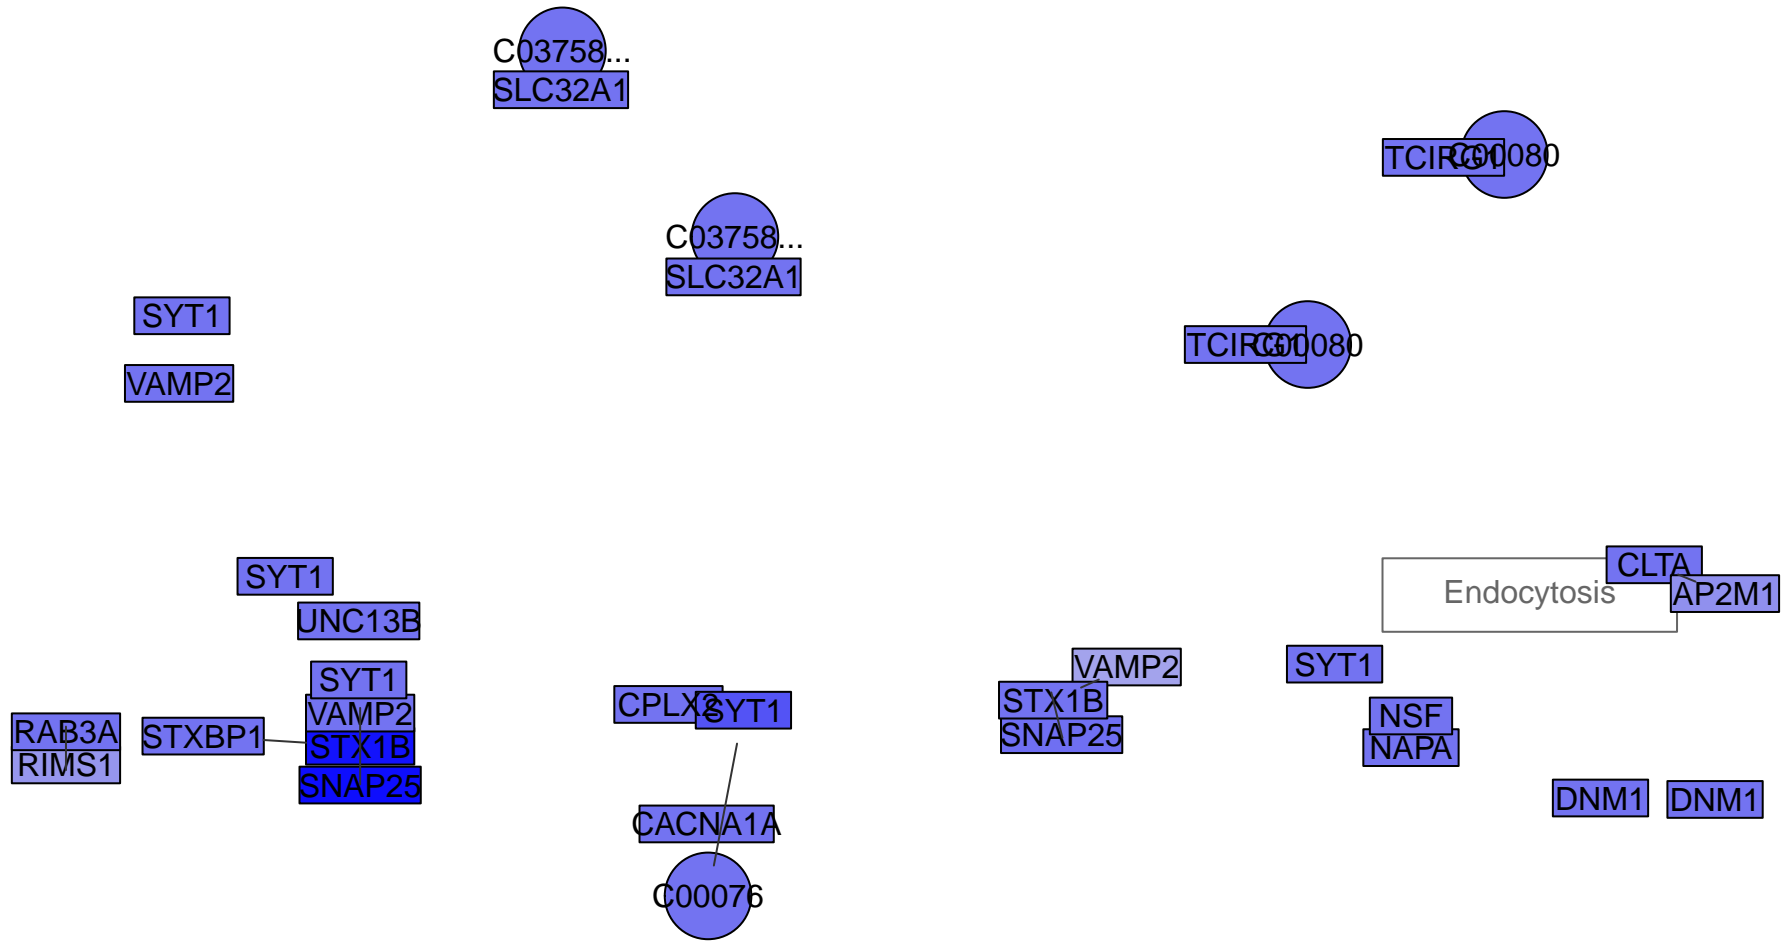 C03758...
SLC32A1
TCIRG1
C00080
C03758...
SLC32A1
SYT1
TCIRG1
C00080
VAMP2
SYT1
CLTA
Endocytosis
AP2M1
UNC13B
SYT1
VAMP2
SYT1
STX1B
CPLX2
SYT1
VAMP2
NSF
RAB3A
STXBP1
STX1B
SNAP25
NAPA
RIMS1
SNAP25
DNM1
DNM1
CACNA1A
C00076